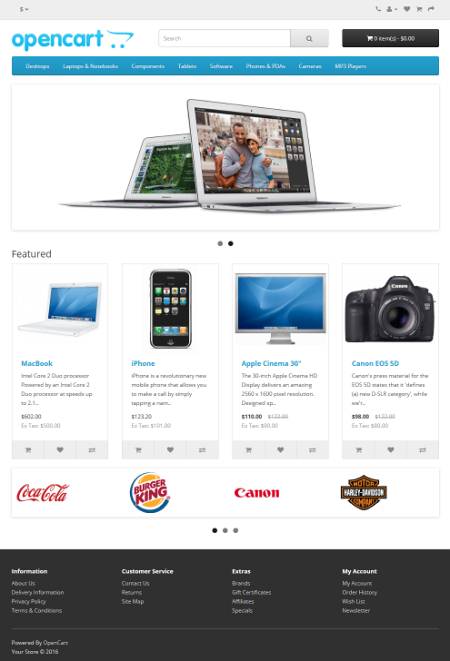 $
opencart
Search
0 item(s) - $0.00
Desktops Laptops & Notebooks Components Tablets Software Phones & PDAs Cameras MP3 Players
Featured
MacBook
Intel Core 2 Duo processor
Powered by an Intel Core 2
Duo processor at speeds up
to 2.1..
$602.00
Ex Tax: $500.00
iPhone
iPhone is a revolutionary new
mobile phone that allows you
to make a call by simply
tapping a nam..
$123.20
Ex Tax: $101.00
Apple Cinema 30"
The 30-inch Apple Cinema HD
Display delivers an amazing
2560 x 1600 pixel resolution.
Designed sp..
$110.00 $122.00
Ex Tax: $90.00
Canon
Canon EOS 5D
Canon's press material for the
EOS 5D states that it 'defines
(a) new D-SLR category', while
we'r..
$98.00 $122.00
Ex Tax: $80.00
Coca-Cola
BURGER
KING
Canon
MOTOR
HARLEY-DAVIDSON
COMPANY
Information
About Us
Delivery Information
Privacy Policy
Terms & Conditions
Customer Service
Contact Us
Returns
Site Map
Extras
Brands
Gift Certificates
Affiliates
Specials
My Account
My Account
Order History
Wish List
Newsletter
Powered By OpenCart
Your Store © 2016